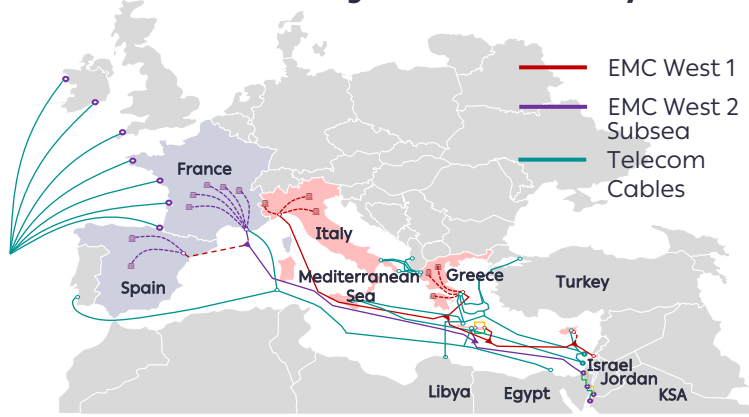 EMC West 1
EMC West 2
Subsea
Telecom
Cables
France
Italy
Mediterranean
Sea
Greece
Turkey
Spain
Israel
Jordan
Libya
Egypt
KSA